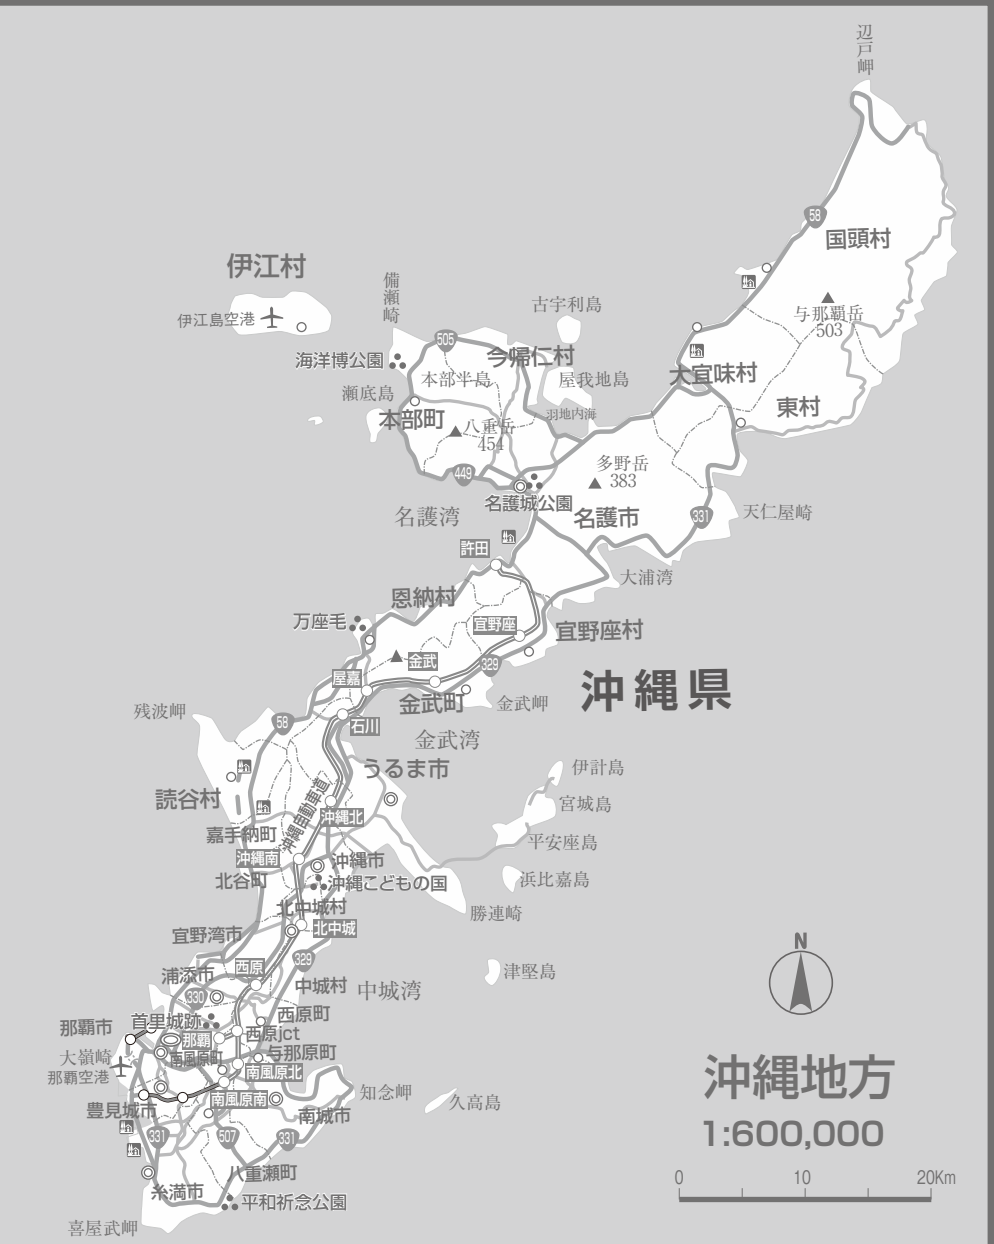 辺戸岬
58
国頭村
伊江村
備瀬崎
古宇利島
与那覇岳
503
伊江島空港
505
海洋博公園
今帰仁村
本部半島
屋我地島
大宜味村
瀬底島
東村
本部町
八重岳
454
羽地内海
449
多野岳
383
名護城公園
名護湾
名護市
331
天仁屋崎
許田
大浦湾
恩納村
万座毛
宜野座
宜野座村
金武
329
屋嘉
沖縄県
金武町
金武岬
残波岬
58
石川
金武湾
うるま市
伊計島
読谷村
沖縄自動車道
宮城島
沖縄北
嘉手納町
平安座島
沖縄南
沖縄市
北谷町
沖縄こどもの国
浜比嘉島
北中城村
勝連崎
宜野湾市
北中城
浦添市
西原
329
津堅島
330
中城村
中城湾
那覇市
首里城跡
西原町
那覇
西原jct
大嶺崎
南風原町
与那原町
那覇空港
南風原北
豊見城市
南風原南
知念岬
久高島
南城市
331
507
331
八重瀬町
糸満市
平和祈念公園
喜屋武岬
N
沖縄地方
1:600,000
0 10 20Km